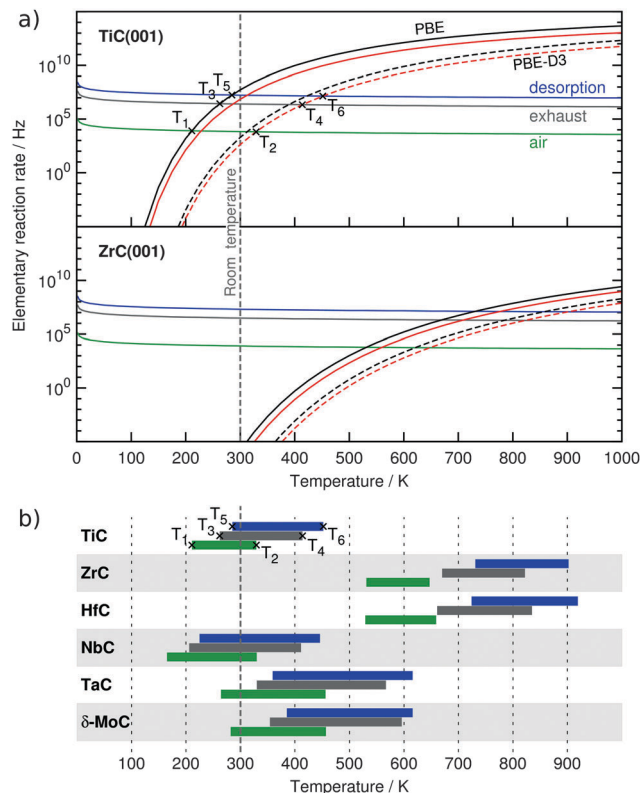 a)
TiC(001)
PBE
PBE-D3
desorption
exhaust
air
T1
T3
T5
T2
T4
T6
10^10
10^5
10^0
Room temperature
Elementary reaction rate / Hz
ZrC(001)
10^10
10^5
10^0
0 100 200 300 400 500 600 700 800 900 1000
Temperature / K
b)
TiC
T1
T3
T5
T2
T4
T6
ZrC
HfC
NbC
TaC
δ-MoC
100 200 300 400 500 600 700 800 900
Temperature / K